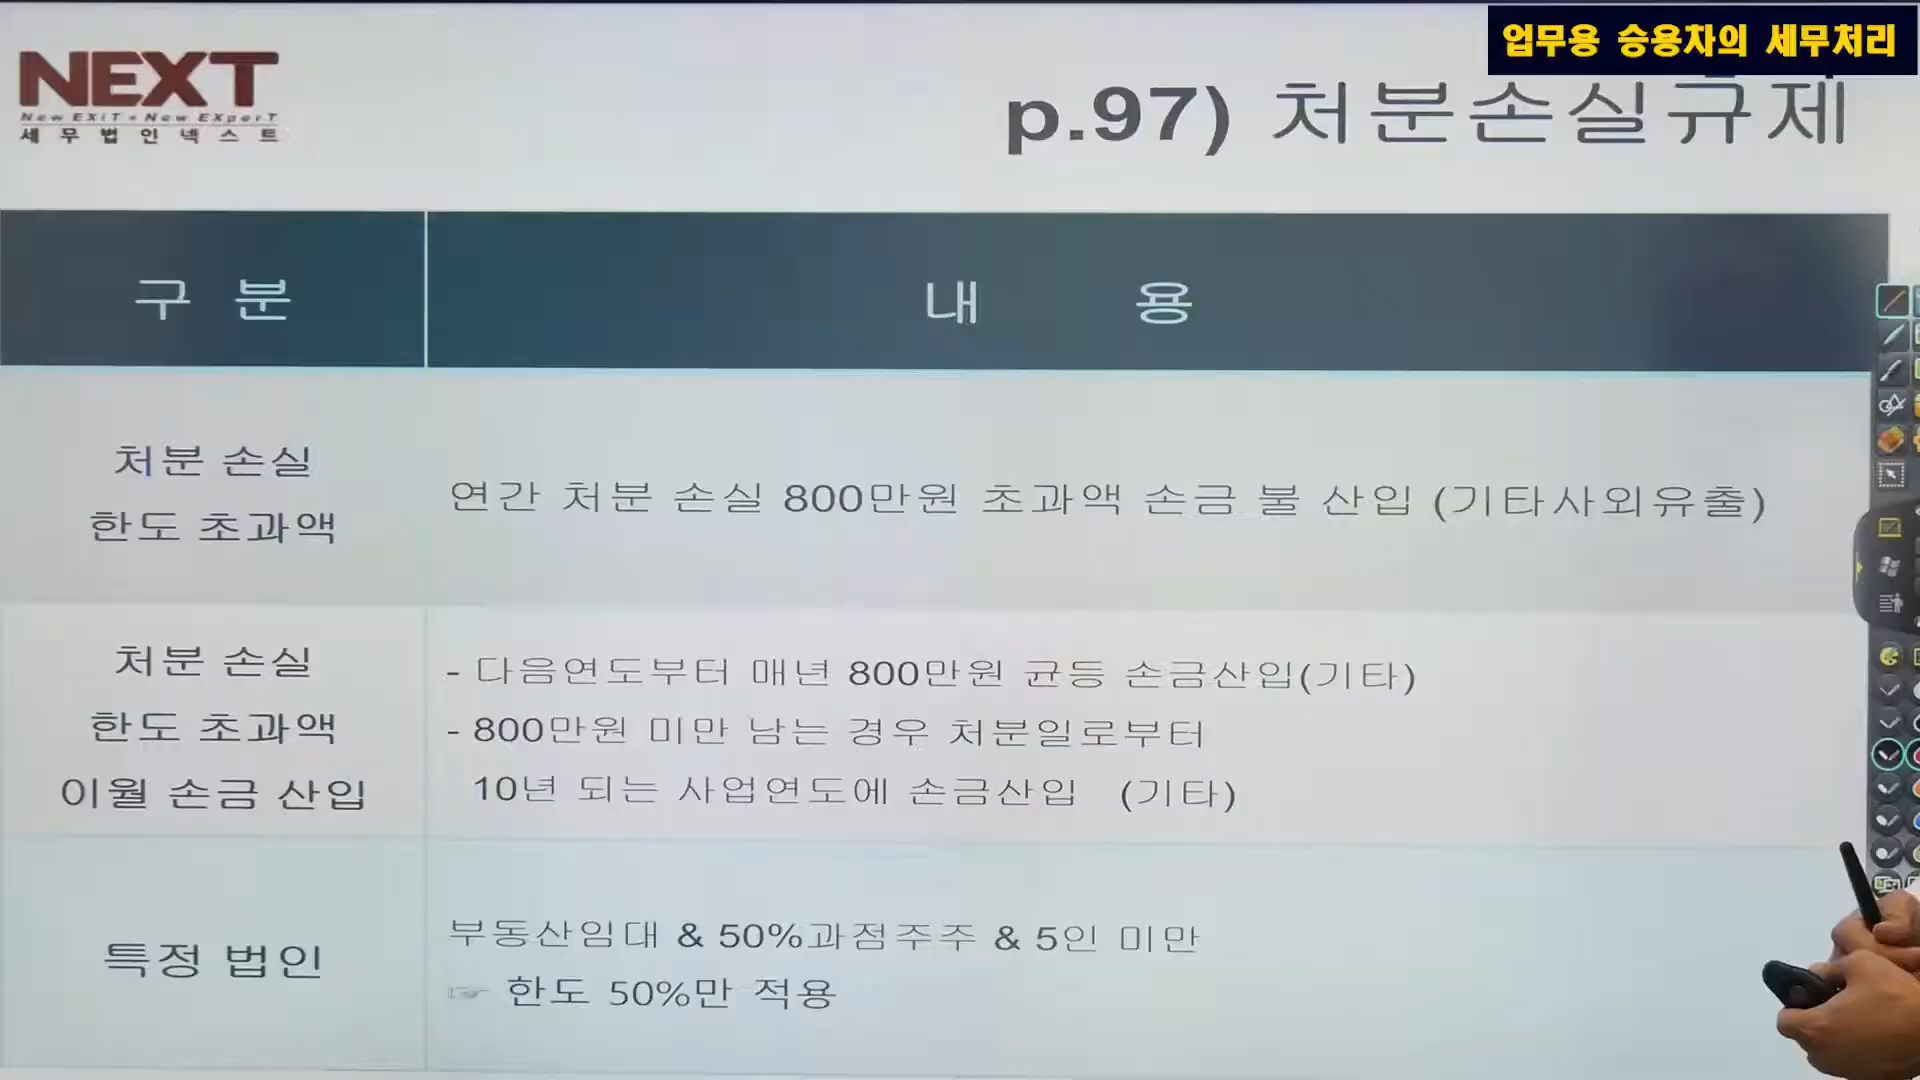 업무용 승용차의 세무처리
NEXT
New EXiT • New EXperT
세무법인넥스트
p.97) 처분손실규제
구 분
내 용
처분 손실
한도 초과액
연간 처분 손실 800만원 초과액 손금 불 산입 (기타사외유출)
처분 손실
한도 초과액
이월 손금 산입
- 다음연도부터 매년 800만원 균등 손금산입(기타)
- 800만원 미만 남는 경우 처분일로부터
10년 되는 사업연도에 손금산입 (기타)
특정 법인
부동산임대 & 50%과점주주 & 5인 미만
☞ 한도 50%만 적용